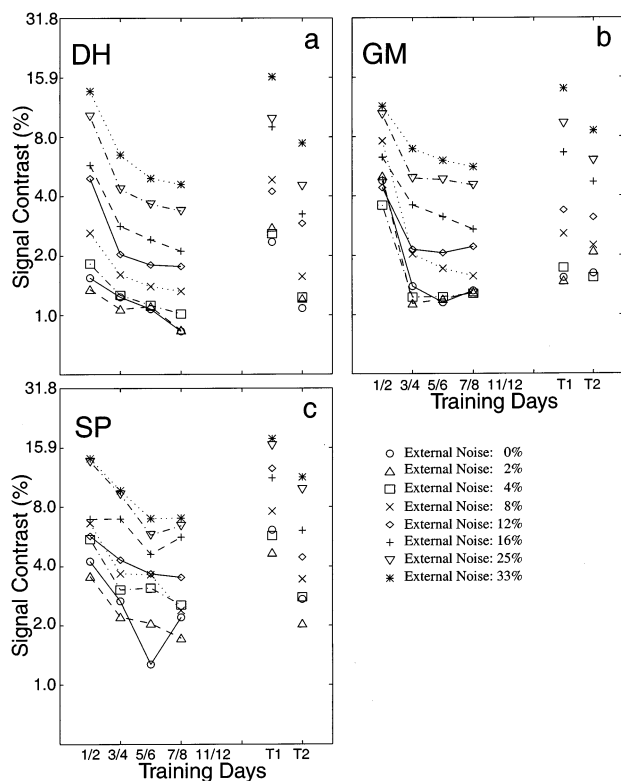 31.8
15.9
8.0
4.0
2.0
1.0
Signal Contrast (%)
DH
a
GM
b
1/2 3/4 5/6 7/8 11/12 T1 T2
Training Days
31.8
15.9
8.0
4.0
2.0
1.0
Signal Contrast (%)
SP
c
1/2 3/4 5/6 7/8 11/12 T1 T2
Training Days
External Noise: 0%
External Noise: 2%
External Noise: 4%
External Noise: 8%
External Noise: 12%
External Noise: 16%
External Noise: 25%
External Noise: 33%